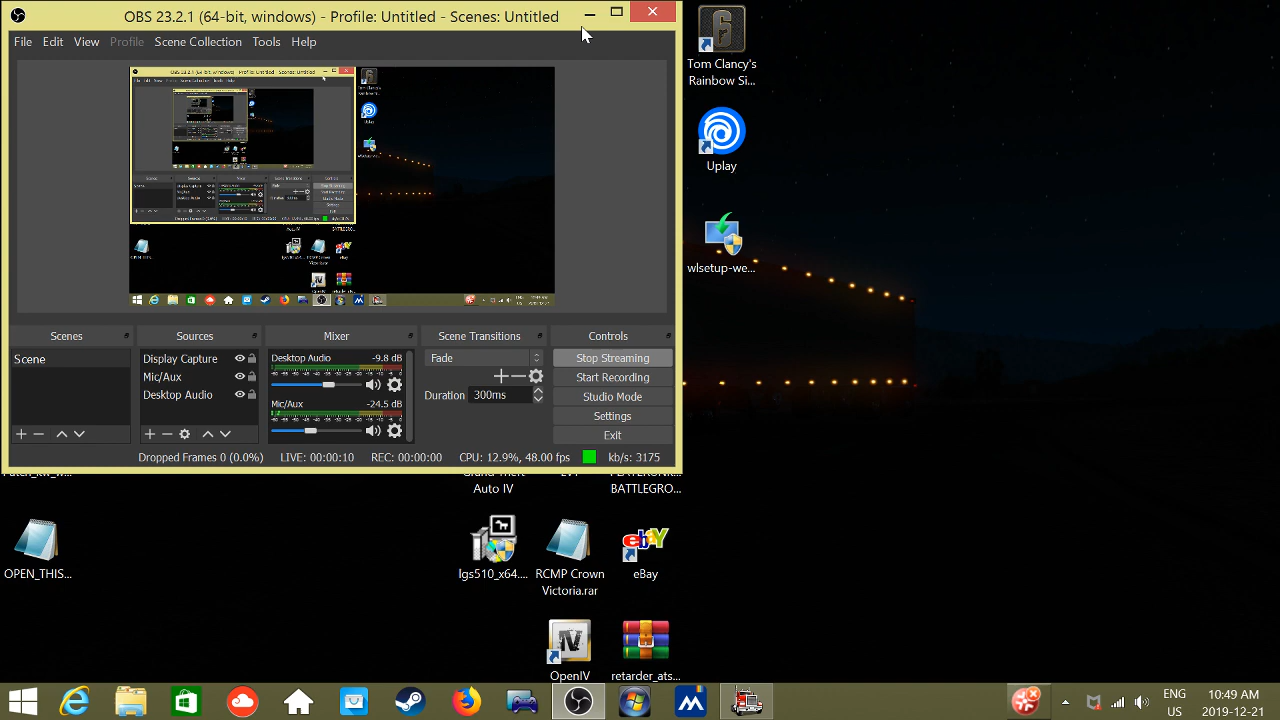 OBS 23.2.1 (64-bit, windows) - Profile: Untitled - Scenes: Untitled
File Edit View Profile Scene Collection Tools Help
Tom Clancy's
Rainbow Si...
Uplay
wlsetup-we...
Scenes
Sources
Mixer
Scene Transitions
Controls
Scene
Display Capture
Mic/Aux
Desktop Audio
Desktop Audio -9.8 dB
Mic/Aux -24.5 dB
Fade
Duration 300ms
Stop Streaming
Start Recording
Studio Mode
Settings
Exit
Dropped Frames 0 (0.0%) LIVE: 00:00:10 REC: 00:00:00 CPU: 12.9%, 48.00 fps kb/s: 3175
Auto IV
BATTLEGRO...
OPEN_THIS...
lgs510_x64....
RCMP Crown
Victoria.rar
eBay
OpenIV
retarder_ats...
ENG
US
10:49 AM
2019-12-21